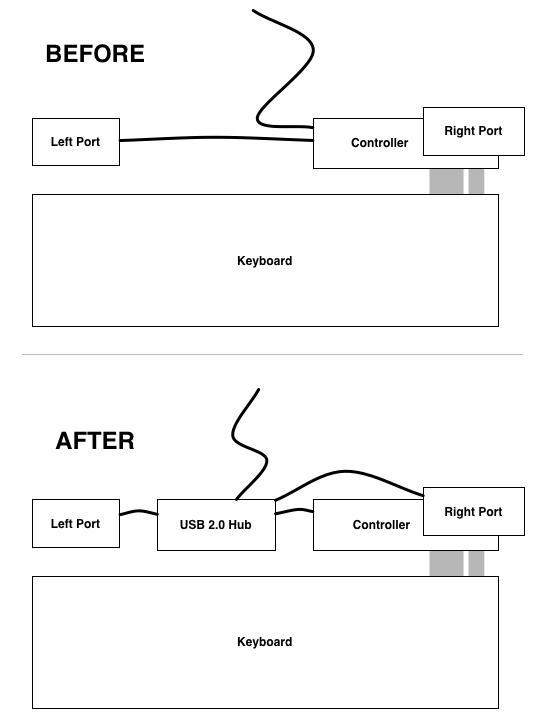 BEFORE
Left Port
Controller
Right Port
Keyboard
AFTER
Left Port
USB 2.0 Hub
Controller
Right Port
Keyboard